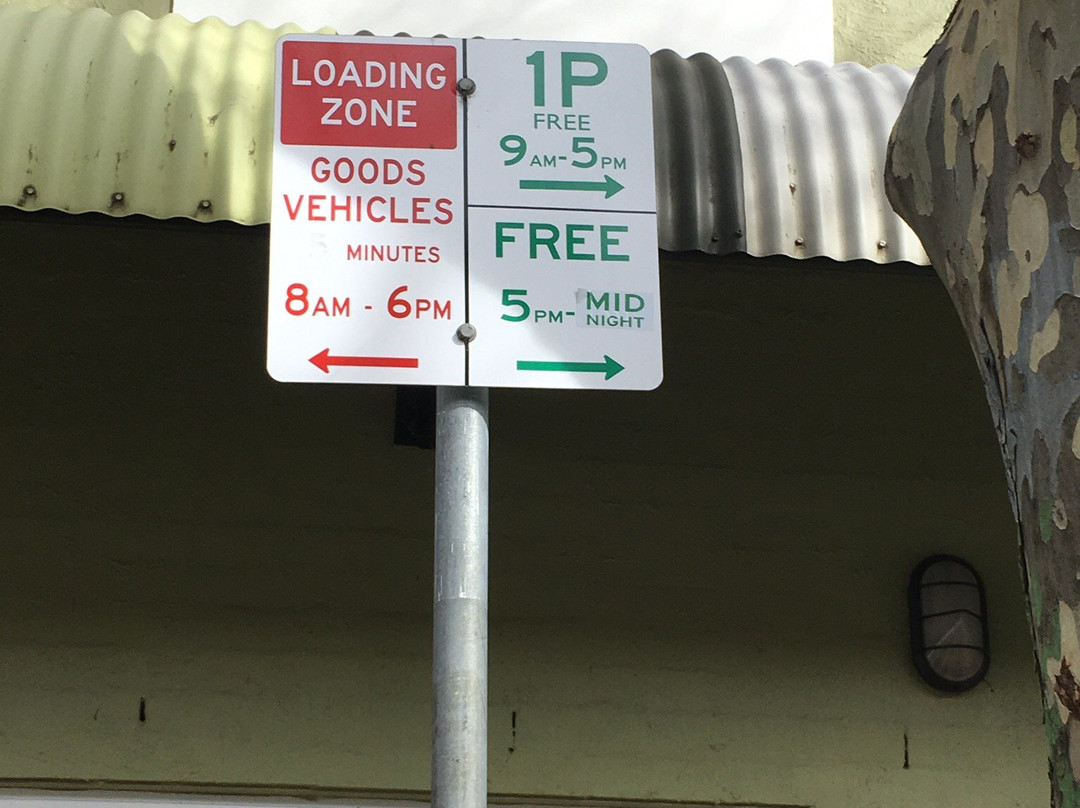 LOADING
ZONE
GOODS
VEHICLES
MINUTES
8AM - 6PM
1P
FREE
9AM-5PM
FREE
5PM-MID
NIGHT